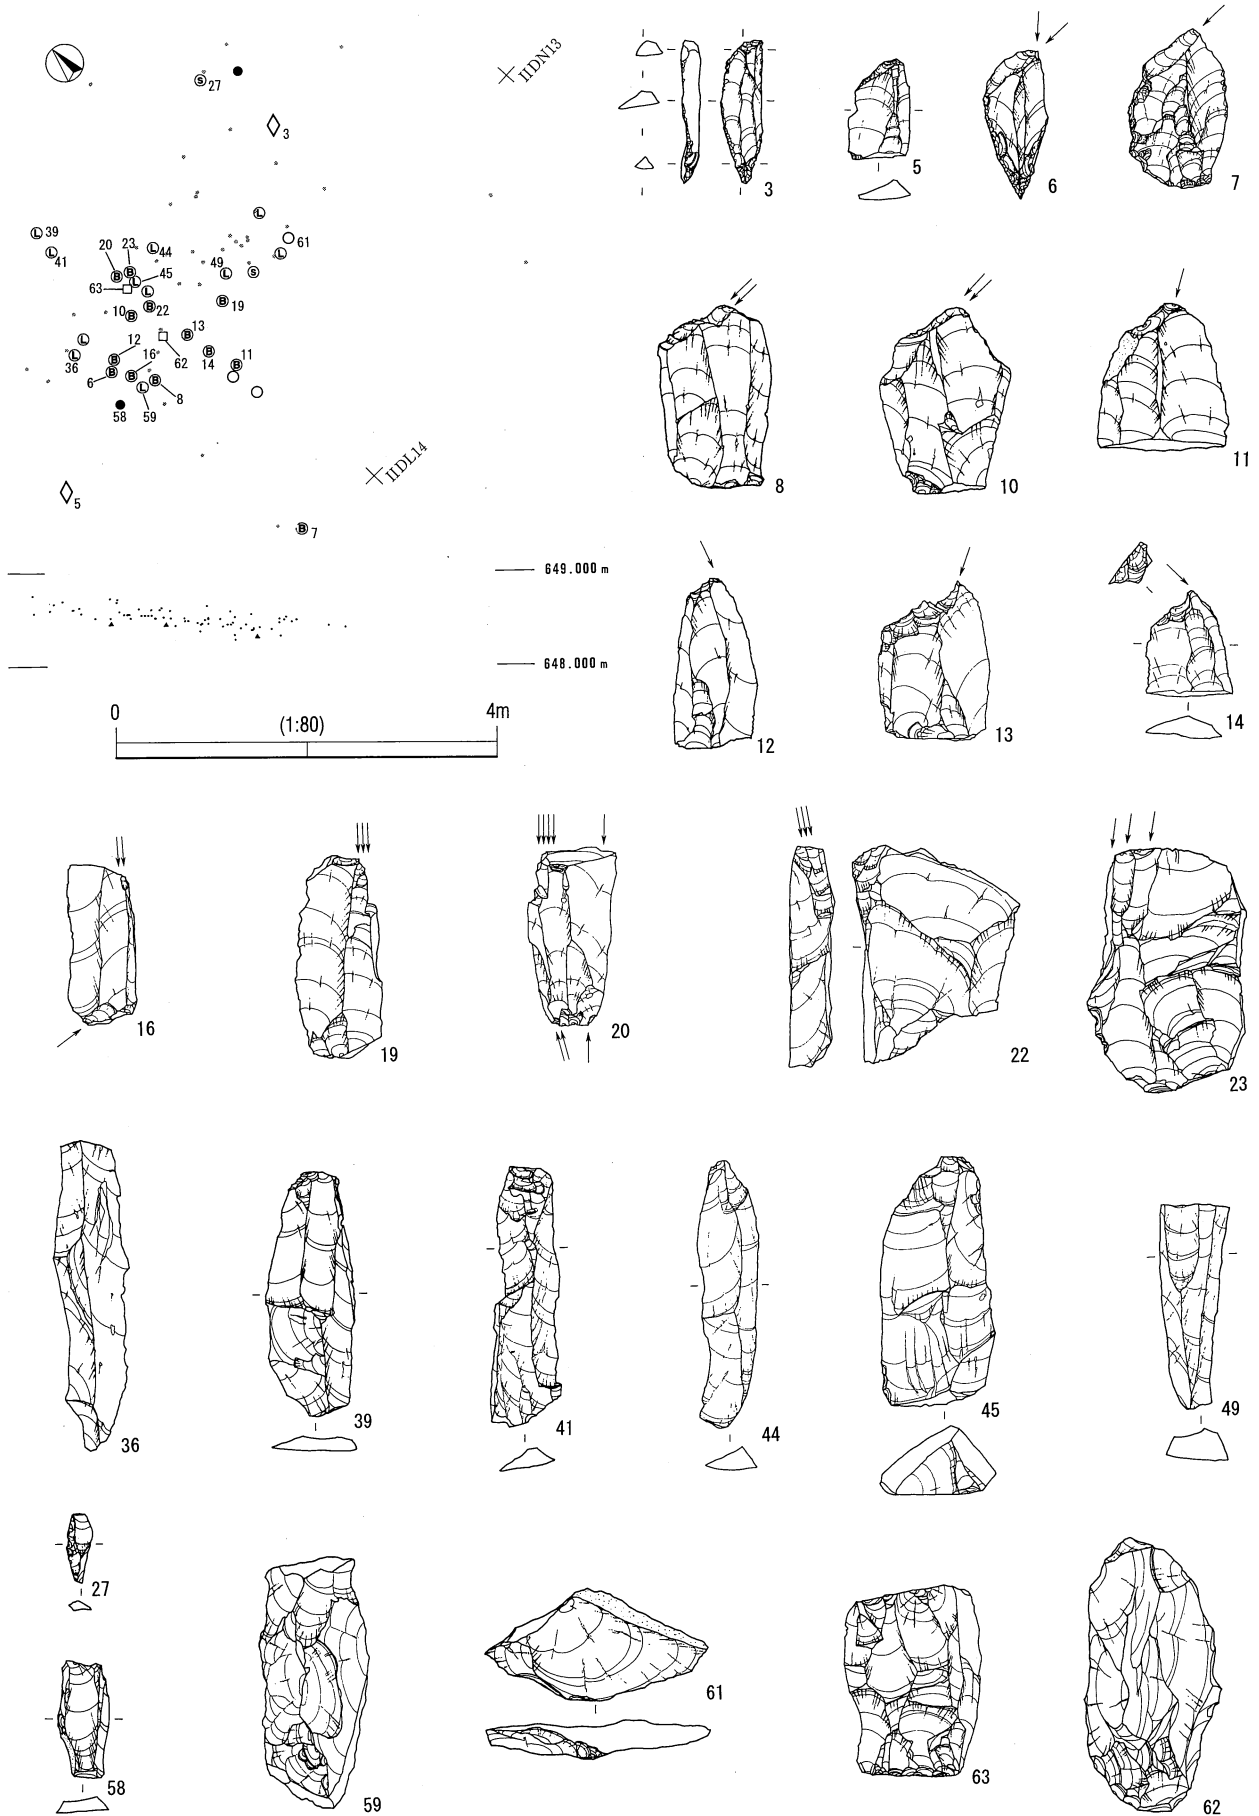 S 27
IIDN13
3
L 39
L 41
20 B
23 B
L 44
L
L 45
61
L
49 L
S
63
L
B 22
10 B
B 19
L
36 L
12 B
62
B 13
B 14
11 B
6 B
16 B
L 59
B 8
58
IIDL14
5
B 7
649.000 m
648.000 m
0 (1:80) 4m
3 5 6 7
8 10 11
12 13 14
16 19 20 22 23
36 39 41 44 45 49
27
58 59 61 63 62